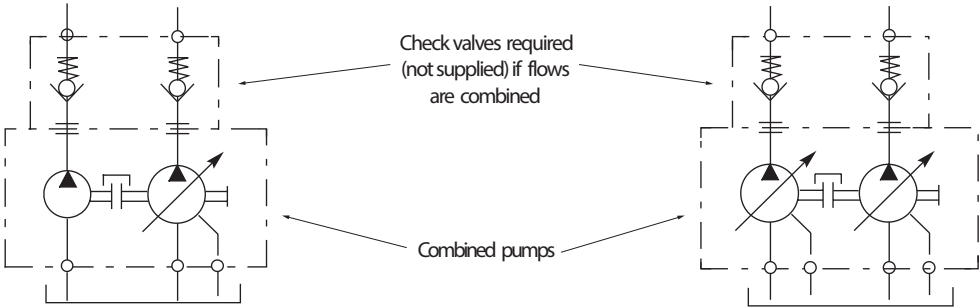 Check valves required
(not supplied) if flows
are combined
Combined pumps